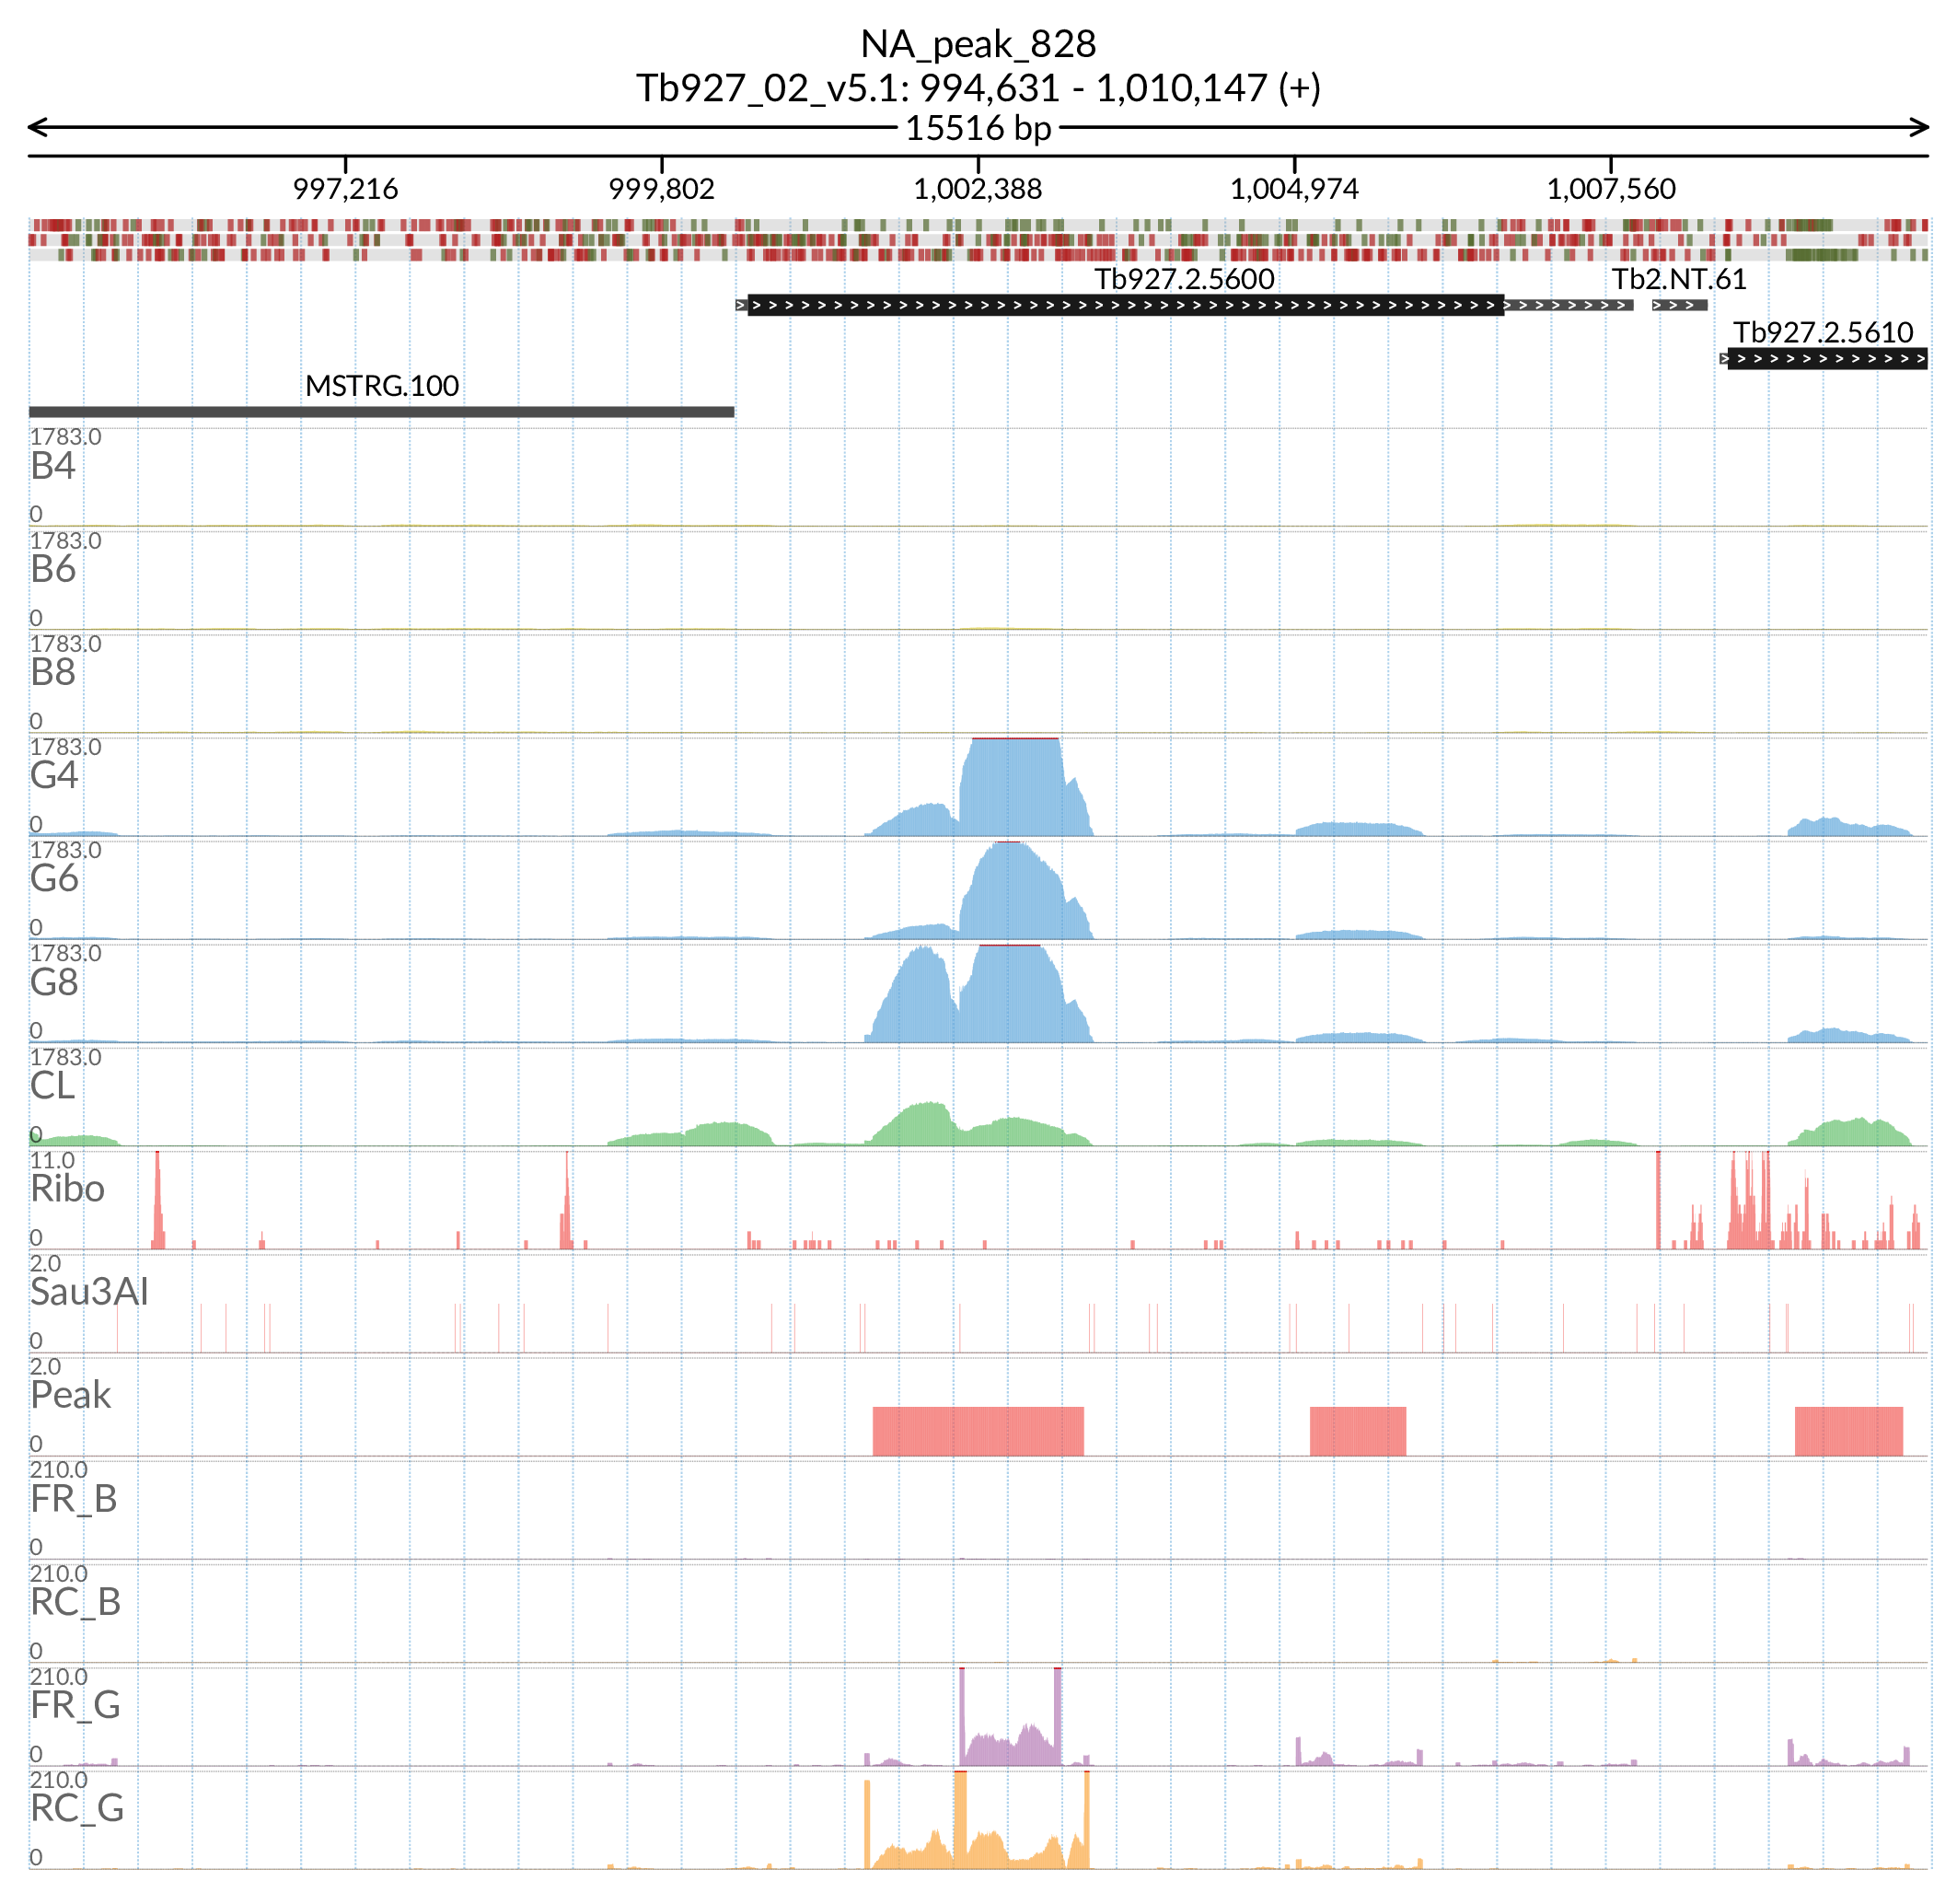 NA_peak_828
Tb927_02_v5.1: 994,631 - 1,010,147 (+)
15516 bp
997,216 999,802 1,002,388 1,004,974 1,007,560
Tb927.2.5600 Tb2.NT.61
Tb927.2.5610
MSTRG.100
1783.0
B4
0
1783.0
B6
0
1783.0
B8
0
1783.0
G4
0
1783.0
G6
0
1783.0
G8
0
1783.0
CL
0
11.0
Ribo
0
2.0
Sau3AI
0
2.0
Peak
0
210.0
FR_B
0
210.0
RC_B
0
210.0
FR_G
0
210.0
RC_G
0